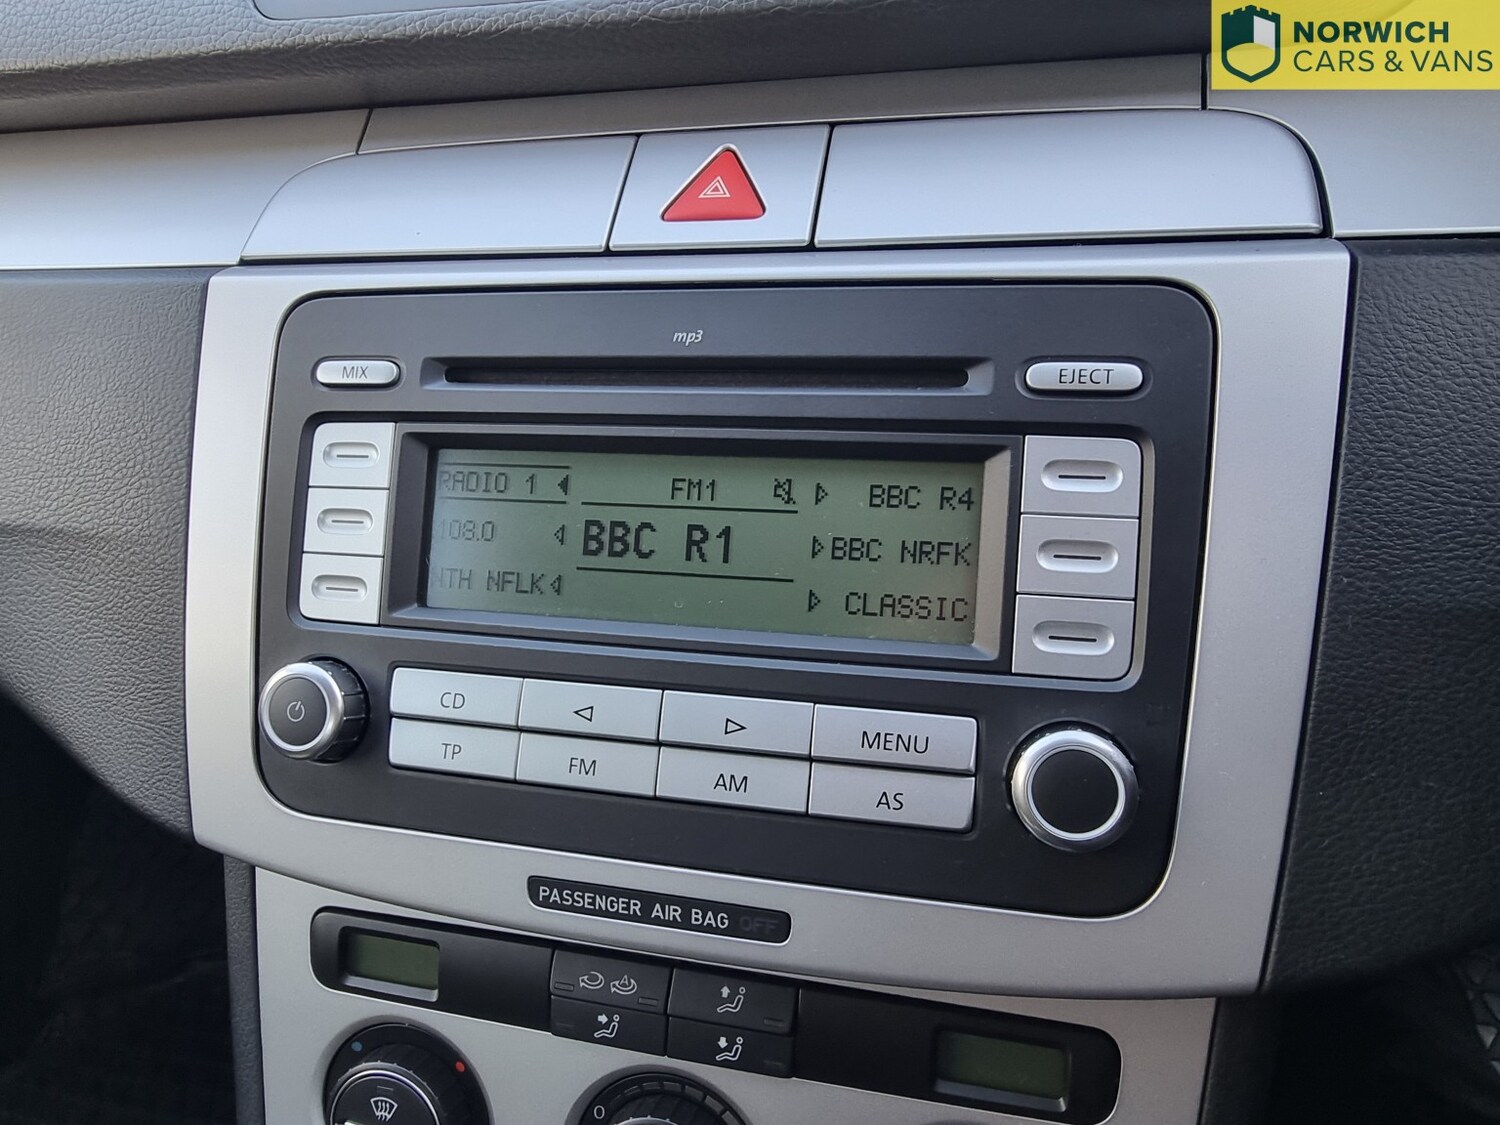 NORWICH
CARS & VANS
mp3
MIX
EJECT
RADIO 1
FM1
BBC R4
108.0
BBC R1
BBC NRFK
NTH NFLK
CLASSIC
CD
MENU
TP
FM
AM
AS
PASSENGER AIR BAG OFF
A
0